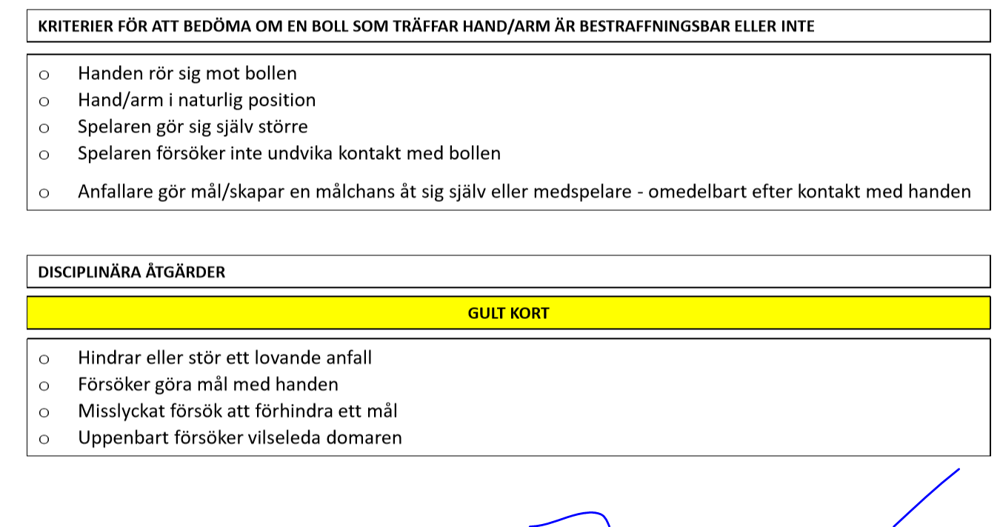 KRITERIER FÖR ATT BEDÖMA OM EN BOLL SOM TRÄFFAR HAND/ARM ÄR BESTRAFFNINGSBAR ELLER INTE
o Handen rör sig mot bollen
o Hand/arm i naturlig position
o Spelaren gör sig själv större
o Spelaren försöker inte undvika kontakt med bollen
o Anfallare gör mål/skapar en målchans åt sig själv eller medspelare - omedelbart efter kontakt med handen
DISCIPLINÄRA ÅTGÄRDER
GULT KORT
o Hindrar eller stör ett lovande anfall
o Försöker göra mål med handen
o Misslyckat försök att förhindra ett mål
o Uppenbart försöker vilseleda domaren